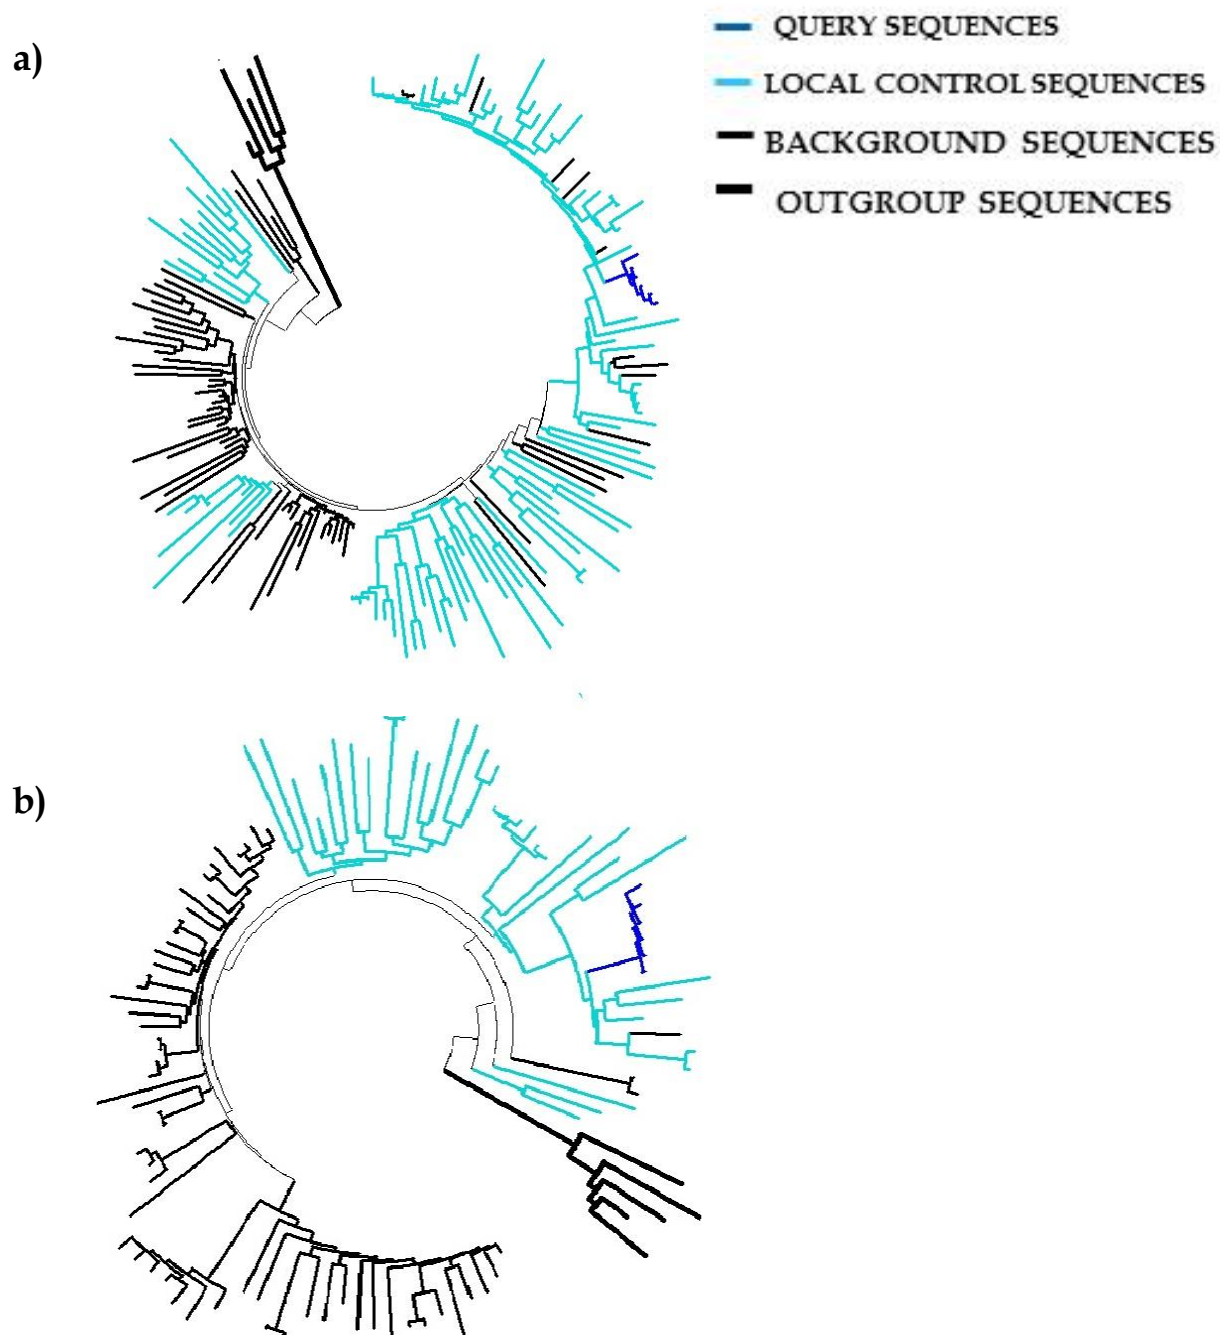 a)
QUERY SEQUENCES
LOCAL CONTROL SEQUENCES
BACKGROUND SEQUENCES
OUTGROUP SEQUENCES
b)